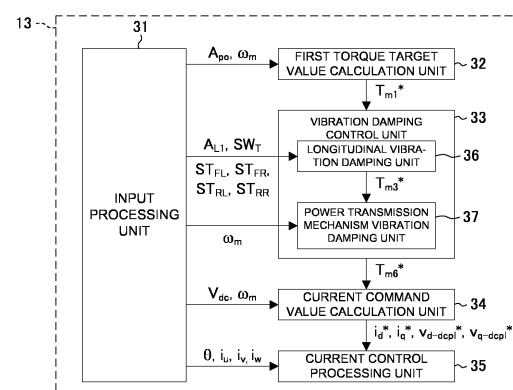 13
31
INPUT
PROCESSING
UNIT
Apo, ωm
FIRST TORQUE TARGET
VALUE CALCULATION UNIT
32
Tm1*
33
VIBRATION DAMPING
CONTROL UNIT
AL1, SWT
STFL, STFR,
STRL, STRR
LONGITUDINAL VIBRA-
TION DAMPING UNIT
36
Tm3*
ωm
POWER TRANSMISSION
MECHANISM VIBRATION
DAMPING UNIT
37
Tm6*
Vdc, ωm
CURRENT COMMAND
VALUE CALCULATION UNIT
34
id*, iq*, vd-dcpl*, vq-dcpl*
θ, iu, iv, iw
CURRENT CONTROL
PROCESSING UNIT
35